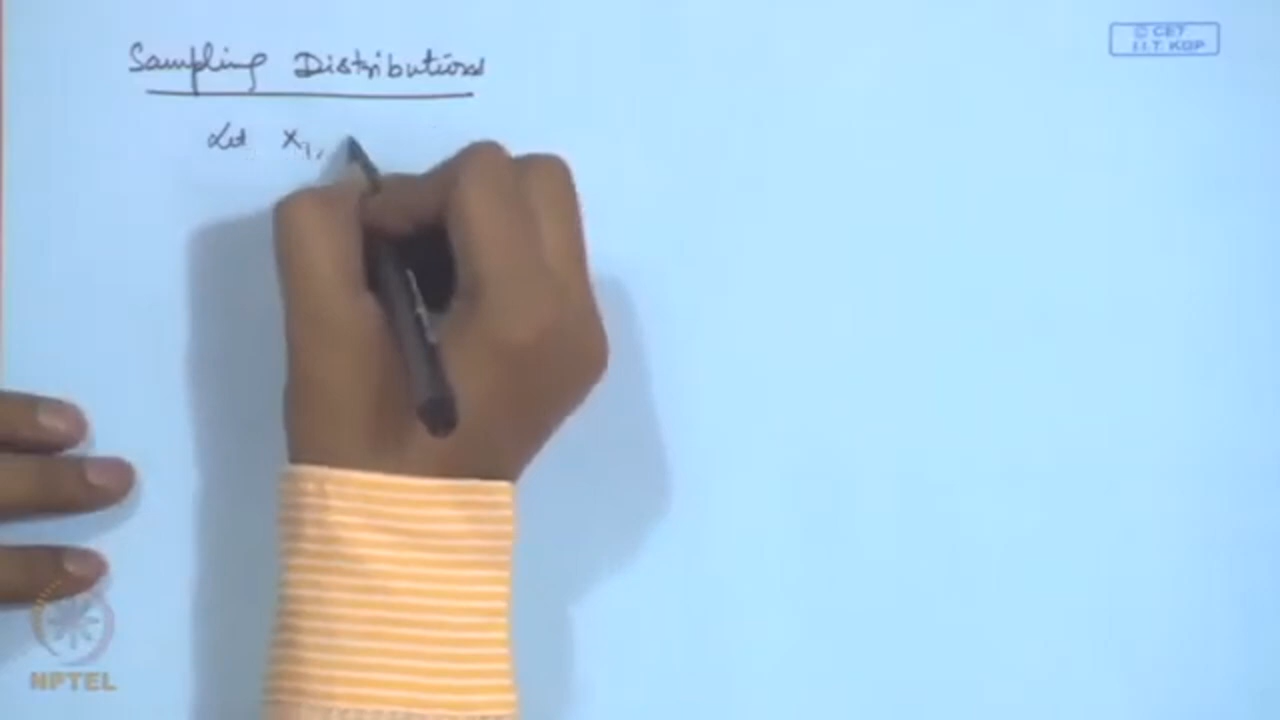 Sampling Distributions
© CET
I.I.T. KGP
Let X1,
NPTEL